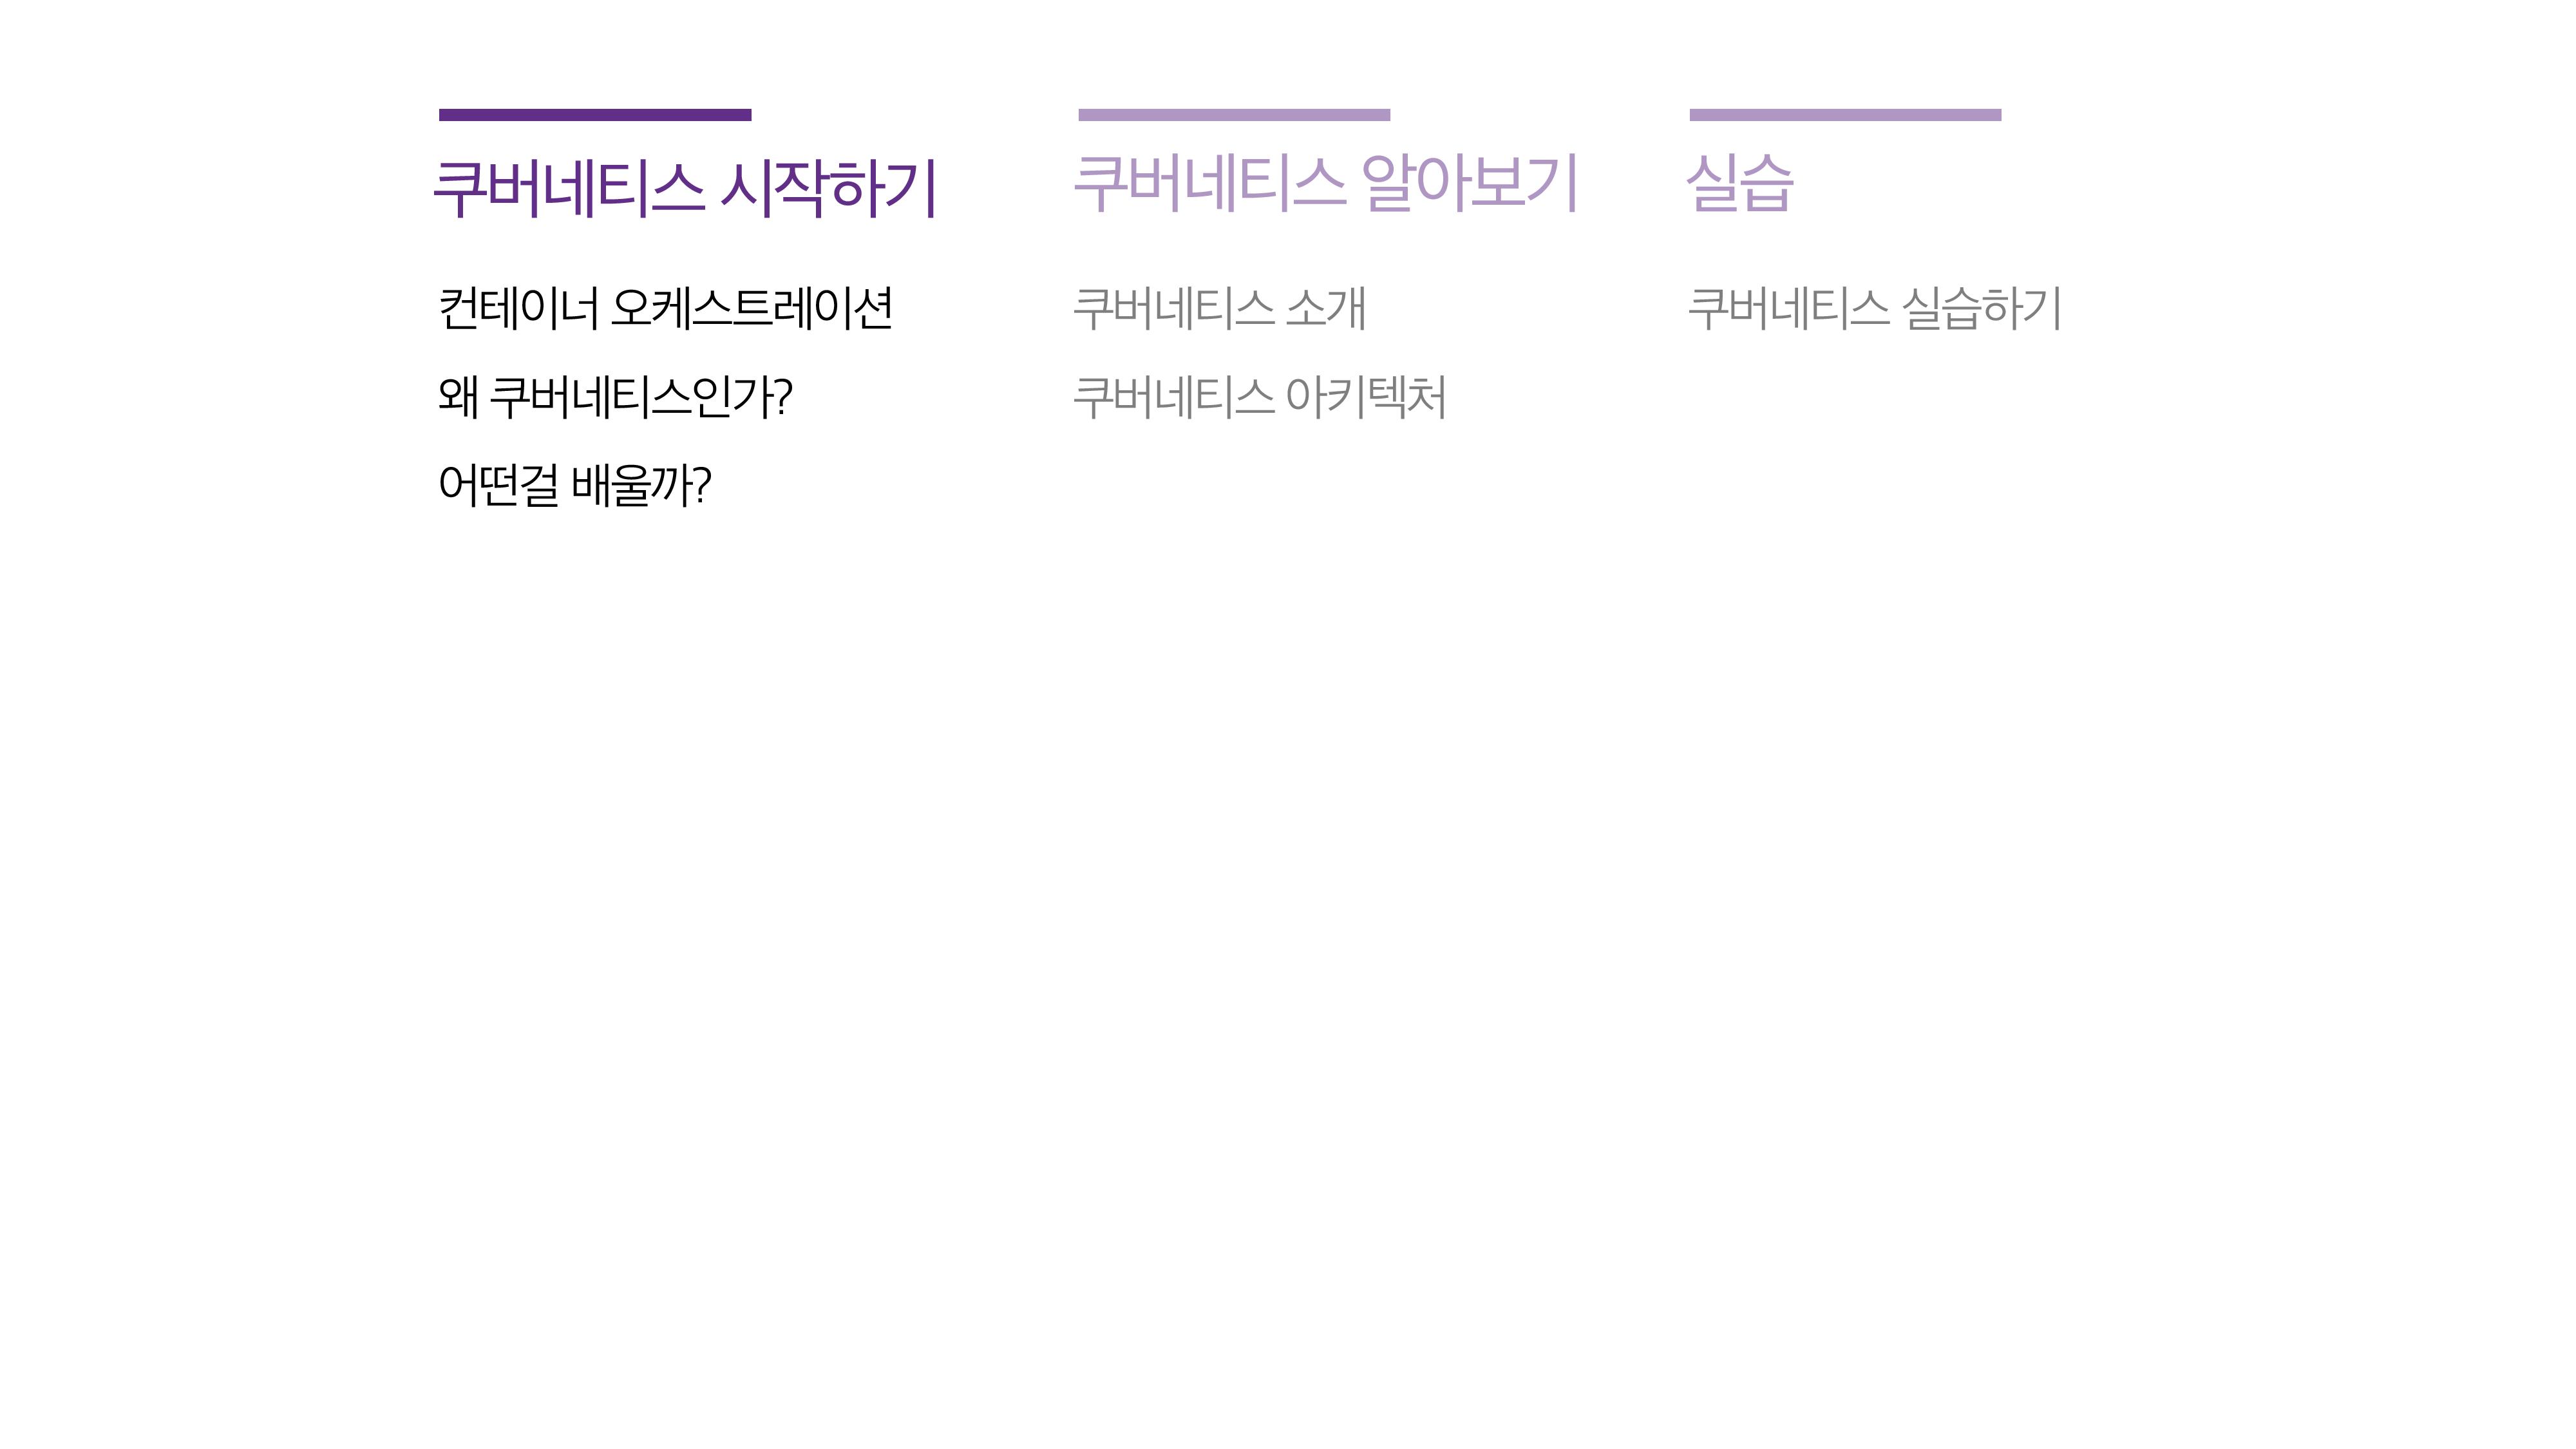 쿠버네티스 시작하기
컨테이너 오케스트레이션
왜 쿠버네티스인가?
어떤걸 배울까?
쿠버네티스 알아보기
쿠버네티스 소개
쿠버네티스 아키텍처
실습
쿠버네티스 실습하기